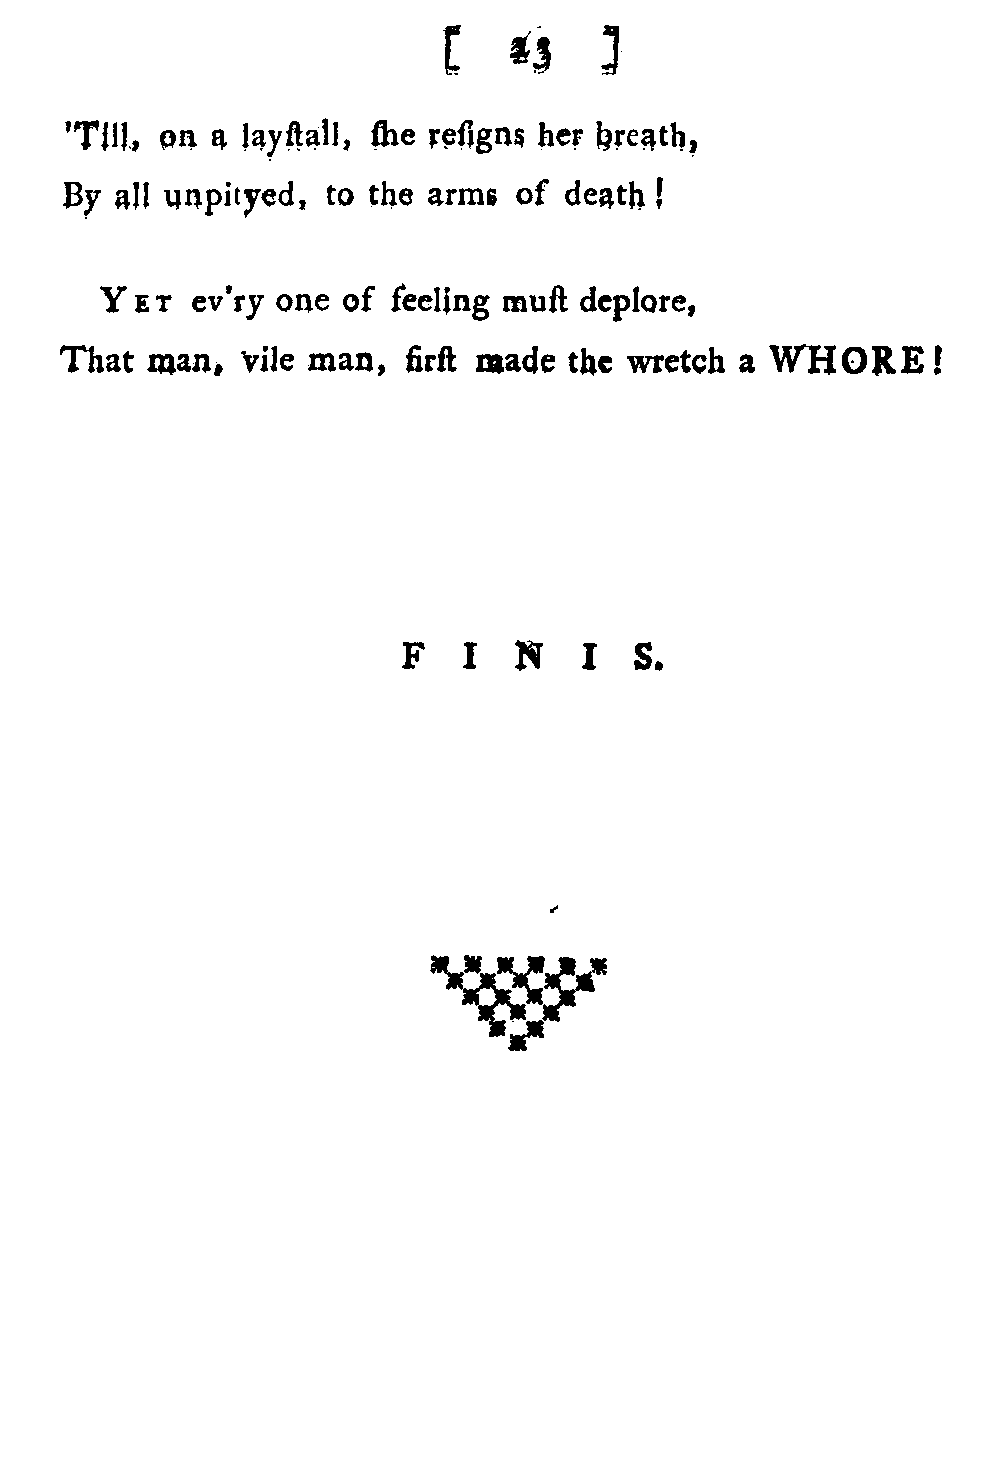 [ 23 ]
'Till, on a layſtall, ſhe reſigns her breath,
By all unpityed, to the arms of death!
YET ev'ry one of feeling muſt deplore,
That man, vile man, firſt made the wretch a WHORE!
FINIS.